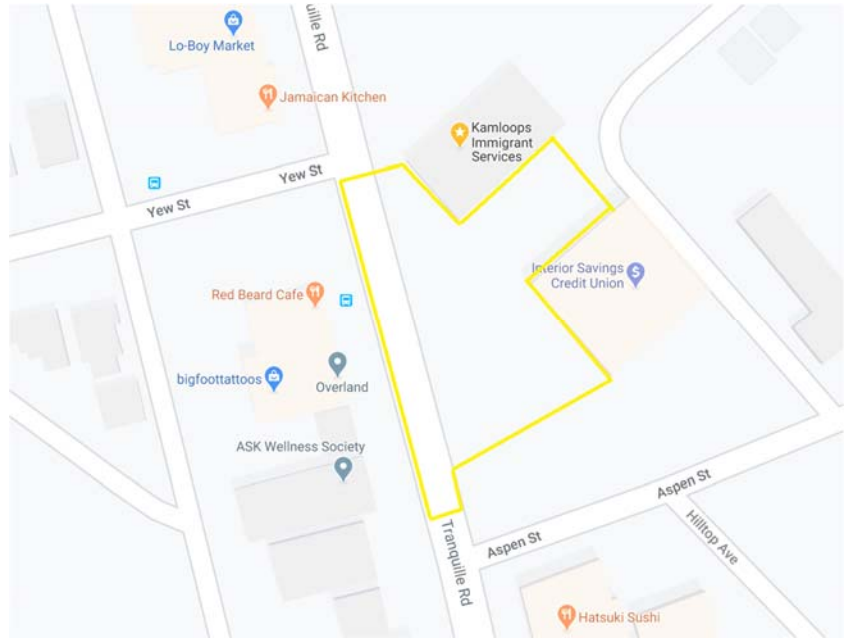 uille Rd
Lo-Boy Market
Jamaican Kitchen
Kamloops
Immigrant
Services
Yew St
Yew St
Interior Savings
Credit Union
Red Beard Cafe
bigfoottattoos
Overland
ASK Wellness Society
Aspen St
Hilltop Ave
Tranquille Rd
Aspen St
Hatsuki Sushi